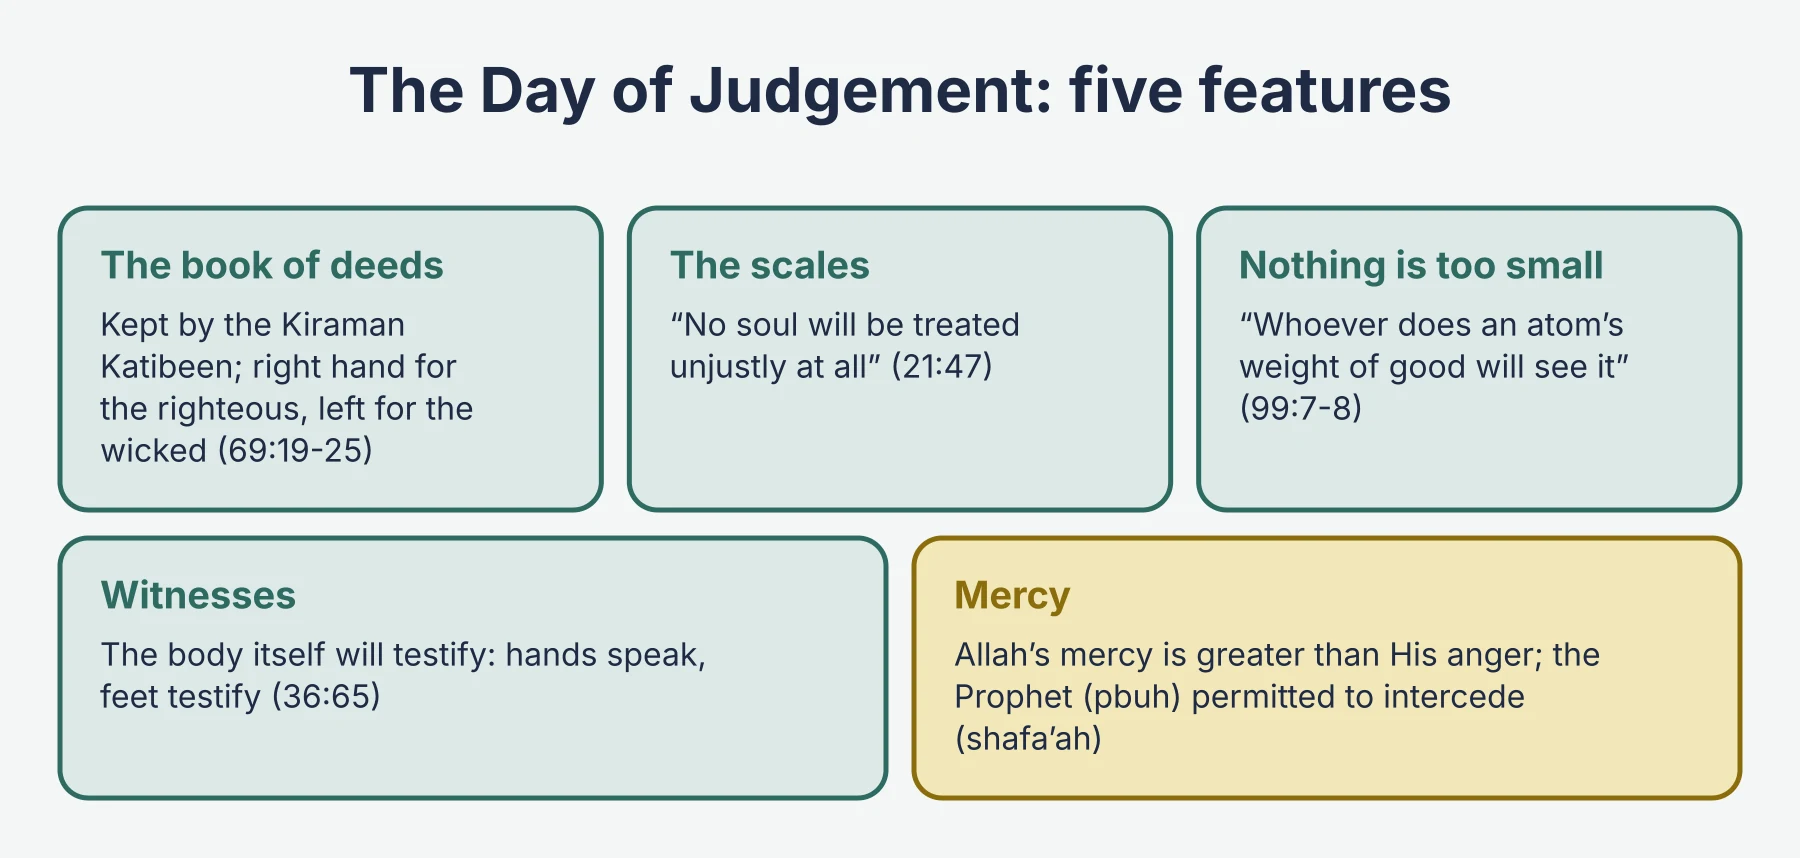 The Day of Judgement: five features
The book of deeds
Kept by the Kiraman
Katibeen; right hand for
the righteous, left for the
wicked (69:19-25)
The scales
“No soul will be treated
unjustly at all” (21:47)
Nothing is too small
“Whoever does an atom’s
weight of good will see it”
(99:7-8)
Witnesses
The body itself will testify: hands speak,
feet testify (36:65)
Mercy
Allah’s mercy is greater than His anger; the
Prophet (pbuh) permitted to intercede
(shafa’ah)